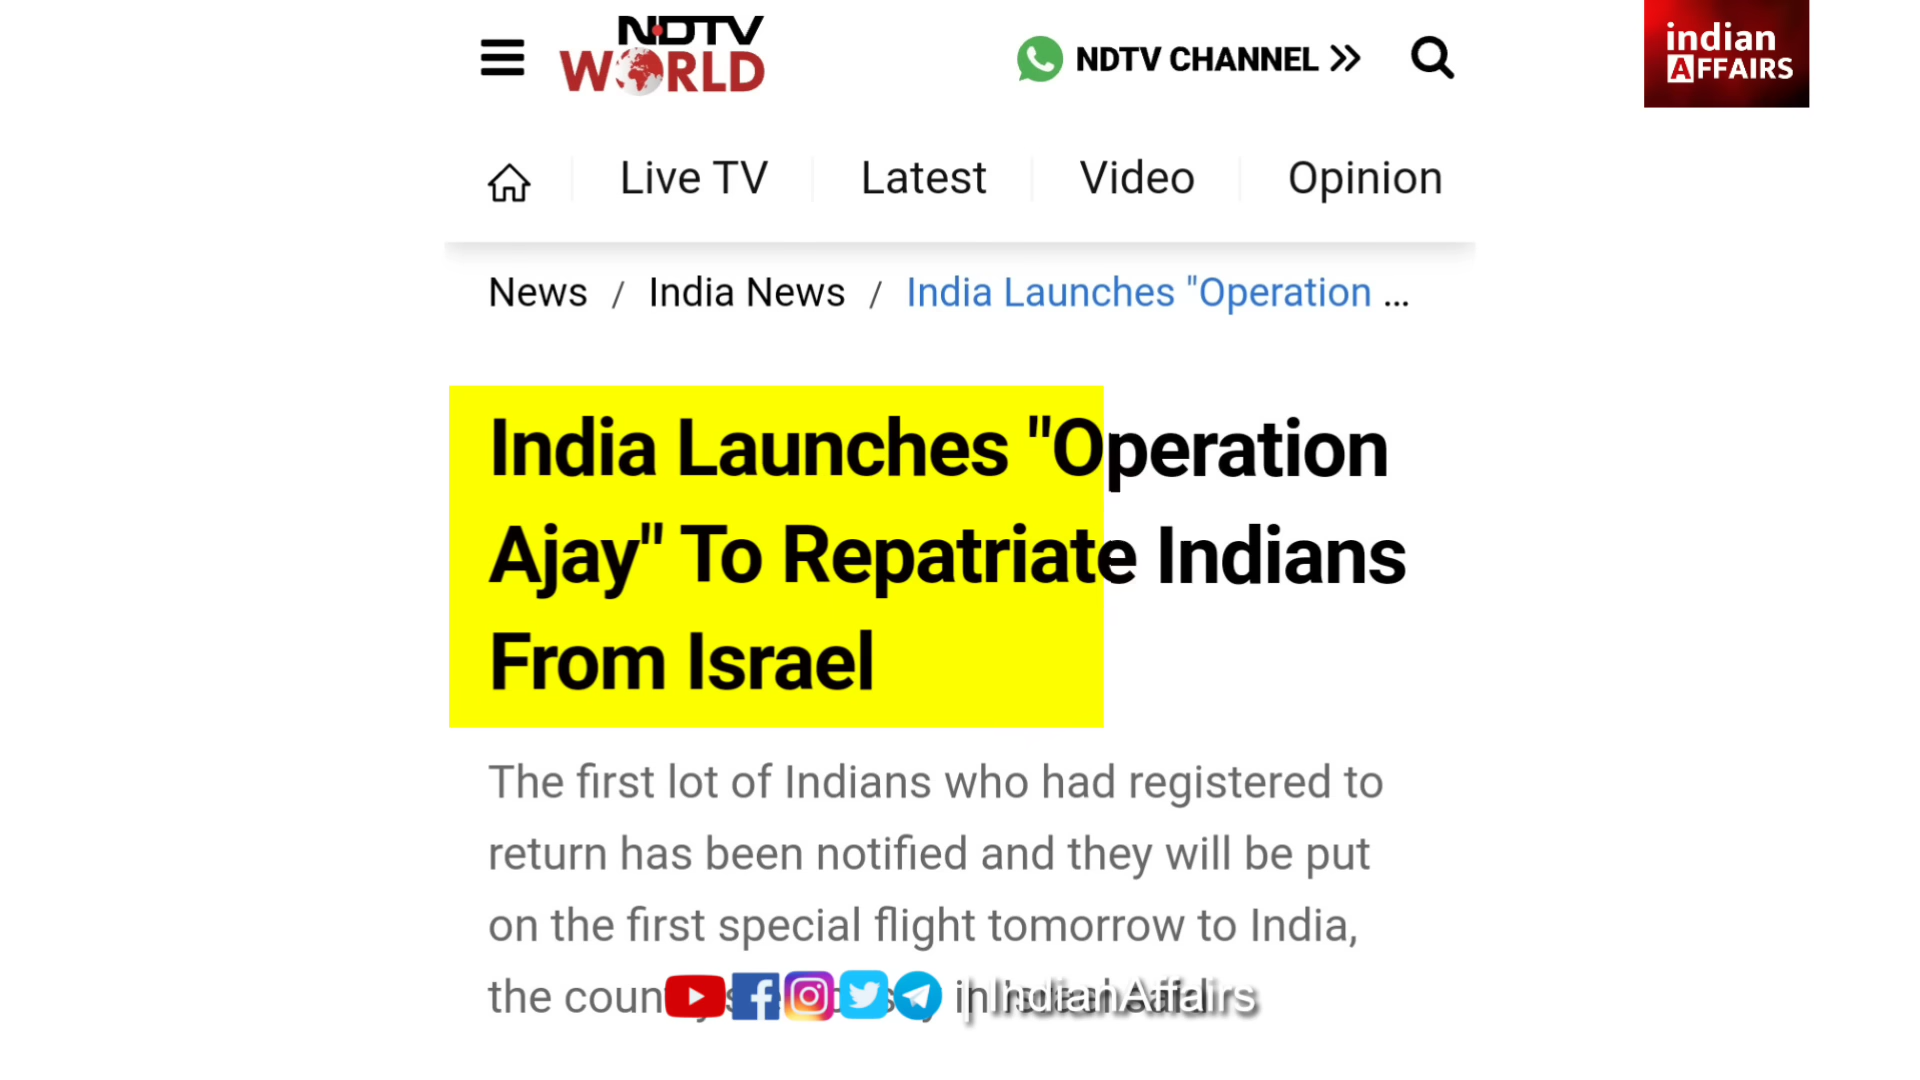 NDTV
WORLD
NDTV CHANNEL
indian
AFFAIRS
Live TV
Latest
Video
Opinion
News / India News / India Launches "Operation ...
India Launches "Operation
Ajay" To Repatriate Indians
From Israel
The first lot of Indians who had registered to
return has been notified and they will be put
on the first special flight tomorrow to India,
the in
| IndianAffairs